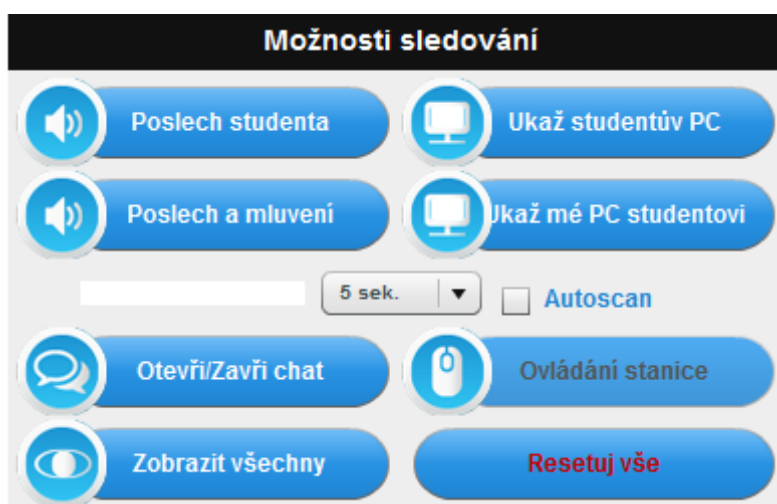 Možnosti sledování
Poslech studenta
Ukaž studentův PC
Poslech a mluvení
Ukaž mé PC studentovi
5 sek.
Autoscan
Otevři/Zavři chat
Ovládání stanice
Zobrazit všechny
Resetuj vše